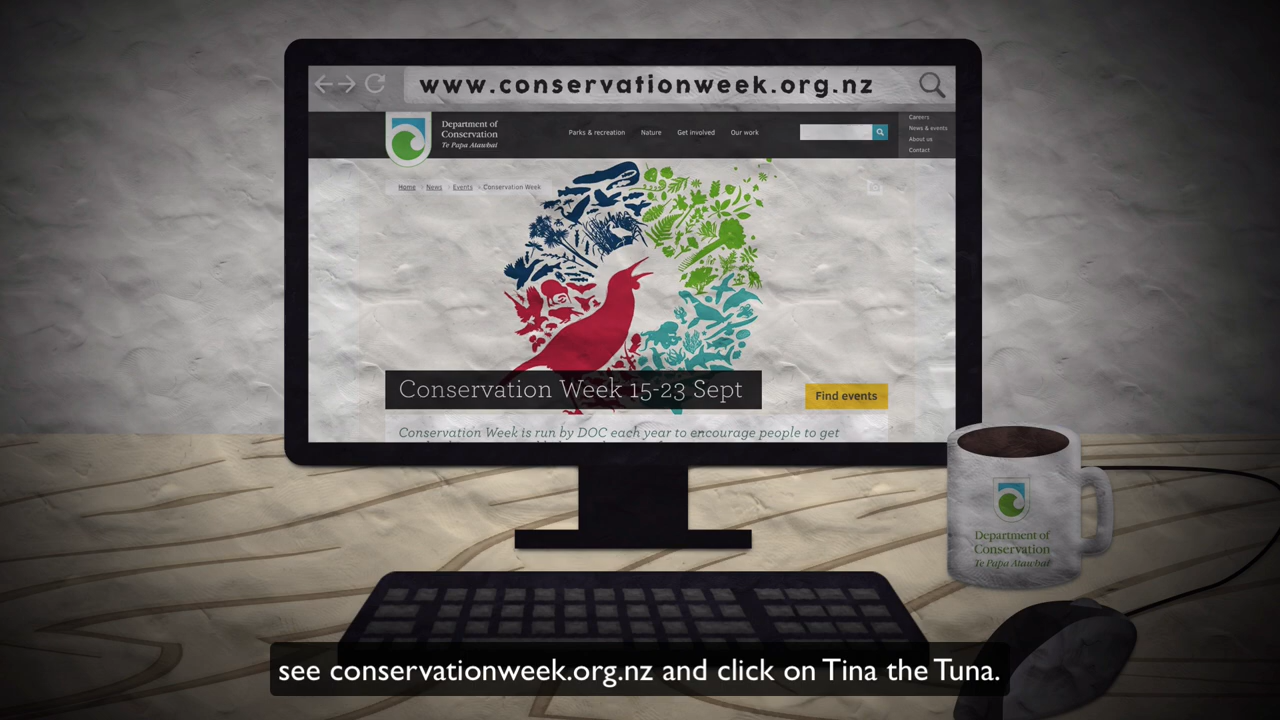 www.conservationweek.org.nz
Department of
Conservation
Te Papa Atawbai
Parks & recreation Nature Get involved Our work
Careers
News & events
About us
Contact
Home > News > Events > Conservation Week
Conservation Week 15-23 Sept
Find events
Conservation Week is run by DOC each year to encourage people to get
Department of
Conservation
Te Papa Atawbai
see conservationweek.org.nz and click on Tina the Tuna.